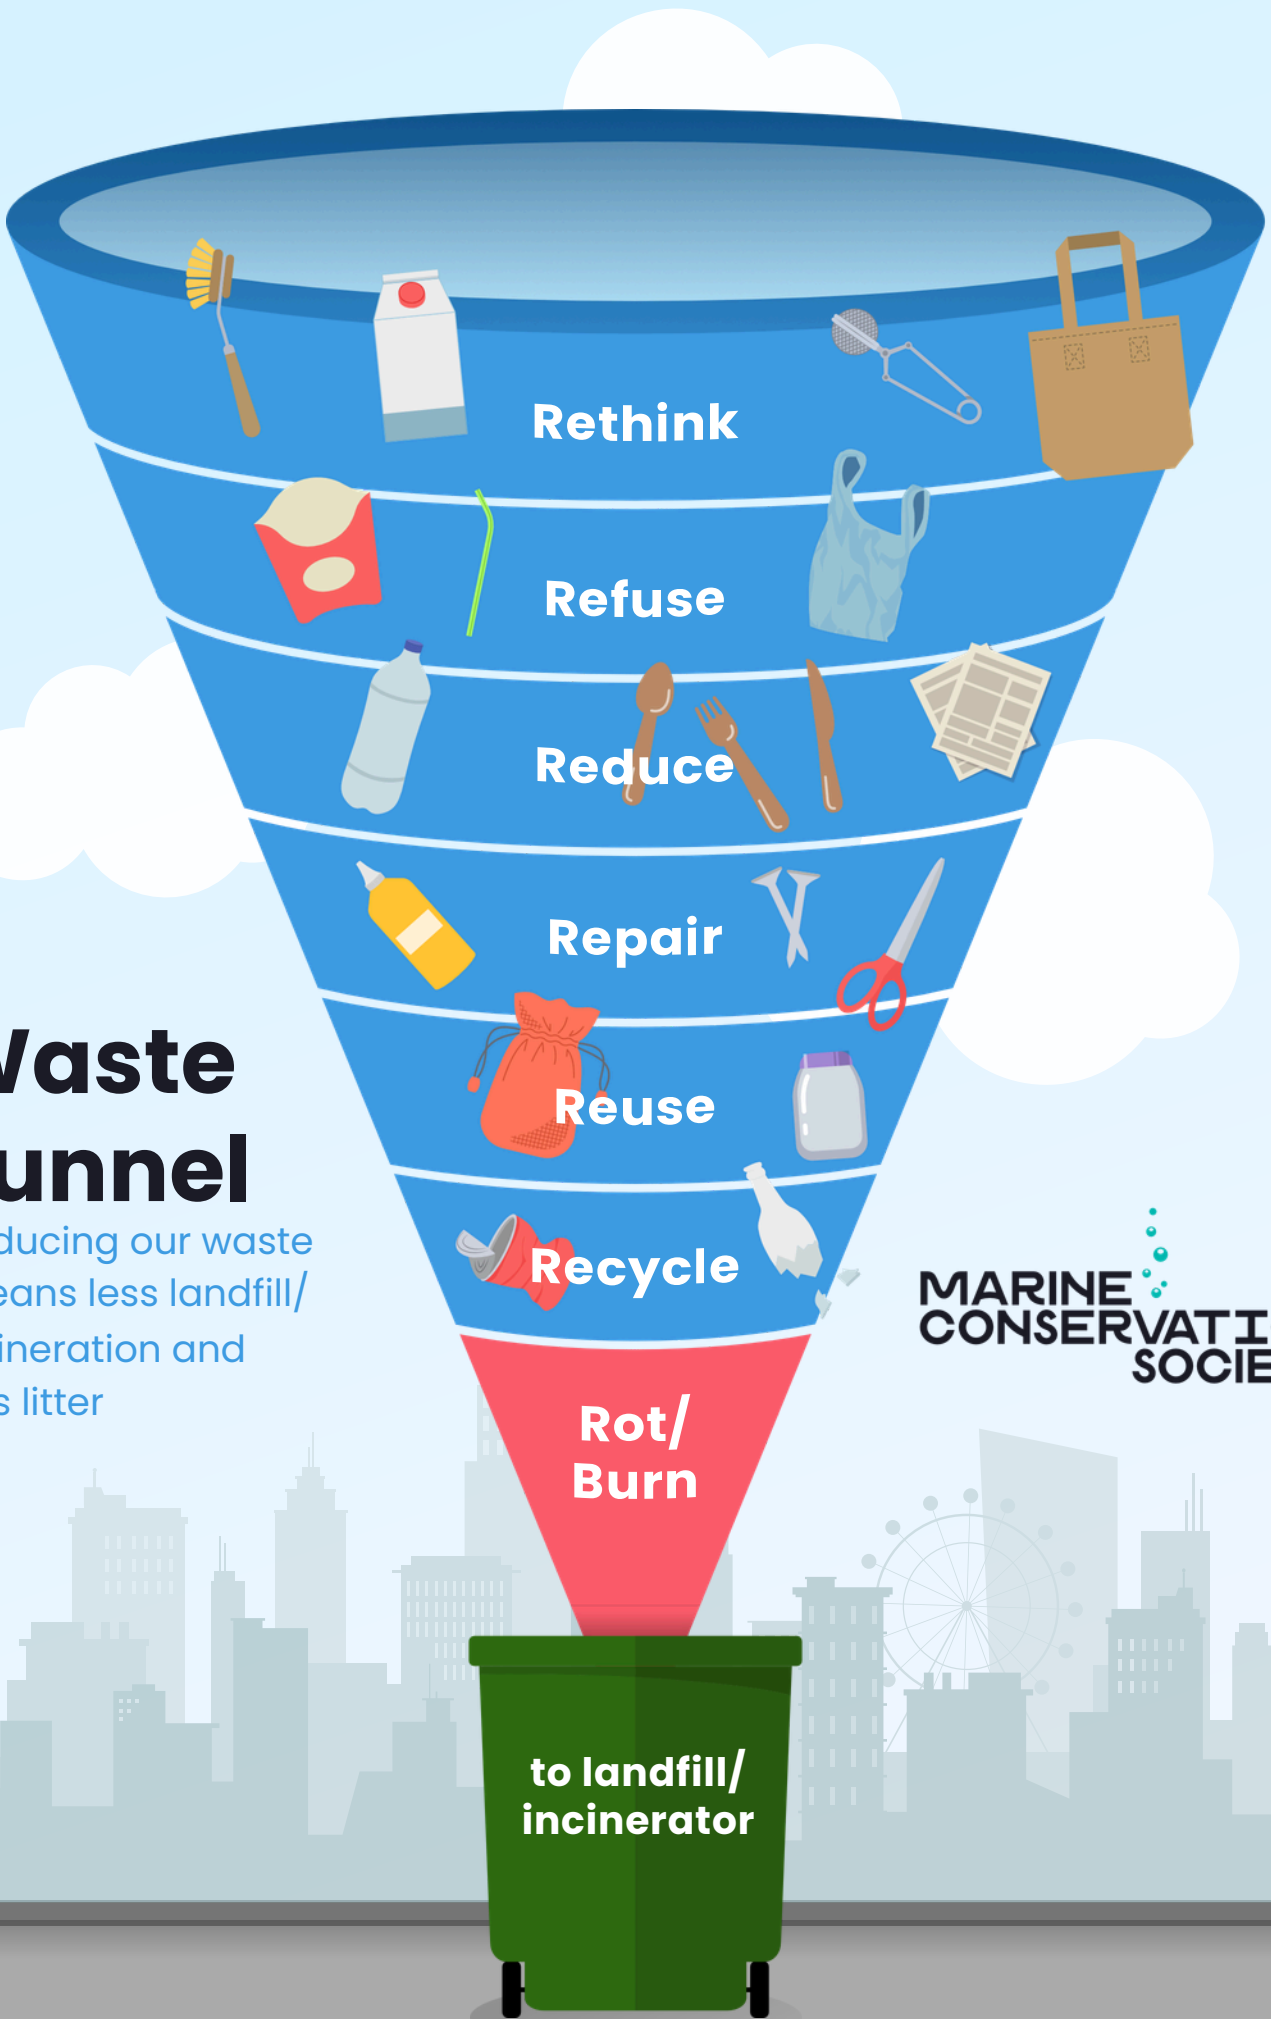 Rethink
Refuse
Reduce
Repair
Reuse
Recycle
Rot/
Burn
to landfill/
incinerator
Waste
unnel
ducing our waste
eans less landfill/
ineration and
s litter
MARINE
CONSERVATI
SOCIE